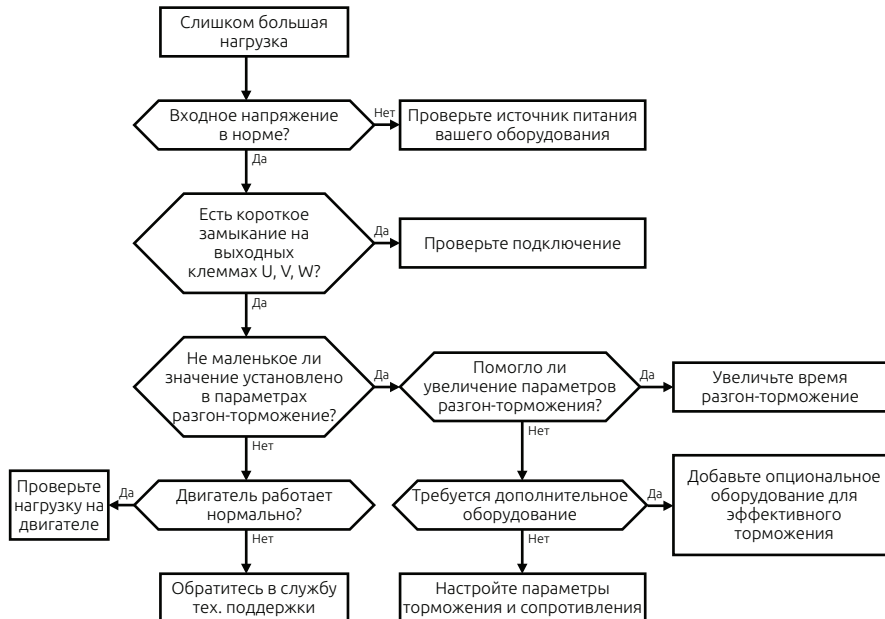 Слишком большая
нагрузка
Входное напряжение
в норме?
Нет
Проверьте источник питания
вашего оборудования
Да
Есть короткое
замыкание на
выходных
клеммах U, V, W?
Да
Проверьте подключение
Да
Не маленькое ли
значение установлено
в параметрах
разгон-торможение?
Да
Помогло ли
увеличение параметров
разгон-торможения?
Да
Увеличьте время
разгон-торможение
Нет
Нет
Проверьте
нагрузку на
двигателе
Да
Двигатель работает
нормально?
Требуется дополнительное
оборудование
Да
Добавьте опциональное
оборудование для
эффективного
торможения
Нет
Нет
Обратитесь в службу
тех. поддержки
Настройте параметры
торможения и сопротивления